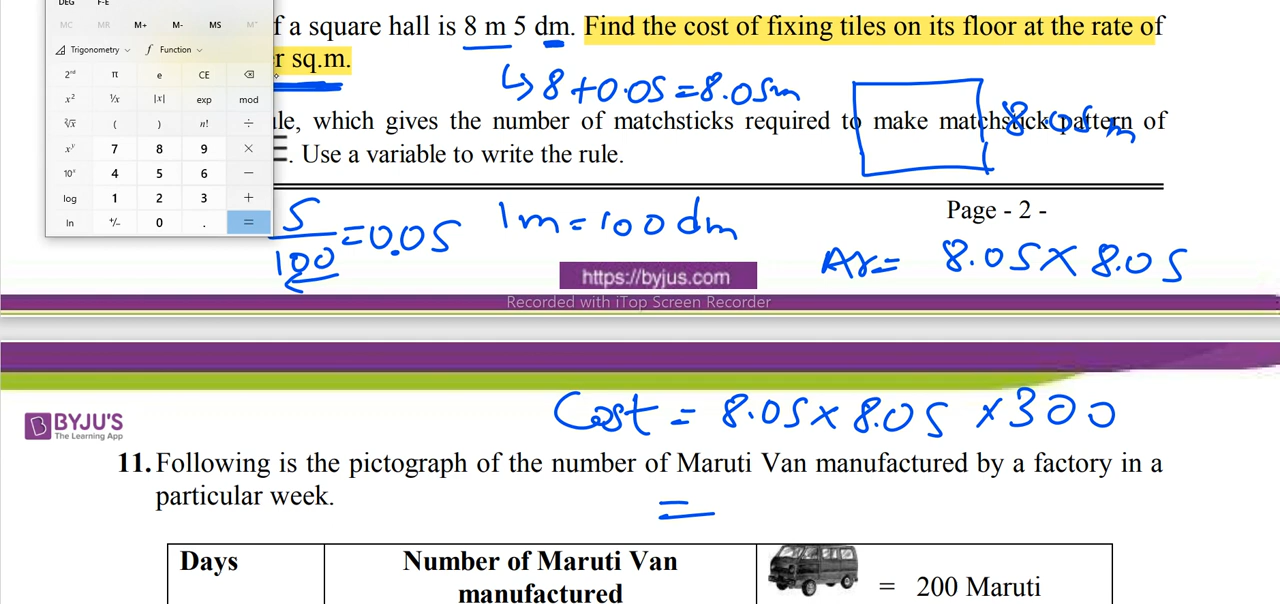 DEG F-E
MC MR M+ M- MS
Trigonometry f Function
2nd π e CE
x² ¹/x |x| exp mod
²√x ( ) n! ÷
xʸ 7 8 9 ×
10ˣ 4 5 6 −
log 1 2 3 +
ln +/− 0 . =
f a square hall is 8 m 5 dm. Find the cost of fixing tiles on its floor at the rate of
r sq.m.
↳ 8 + 0.05 = 8.05m
ule, which gives the number of matchsticks required to make matchstick pattern of
8.05 m
E. Use a variable to write the rule.
5/100 = 0.05 1m = 100 dm
Page - 2 -
Ar = 8.05 × 8.05
https://byjus.com
Recorded with iTop Screen Recorder
BYJU'S
The Learning App
Cost = 8.05 × 8.05 × 300
11. Following is the pictograph of the number of Maruti Van manufactured by a factory in a
particular week.
=
Days Number of Maruti Van
manufactured = 200 Maruti